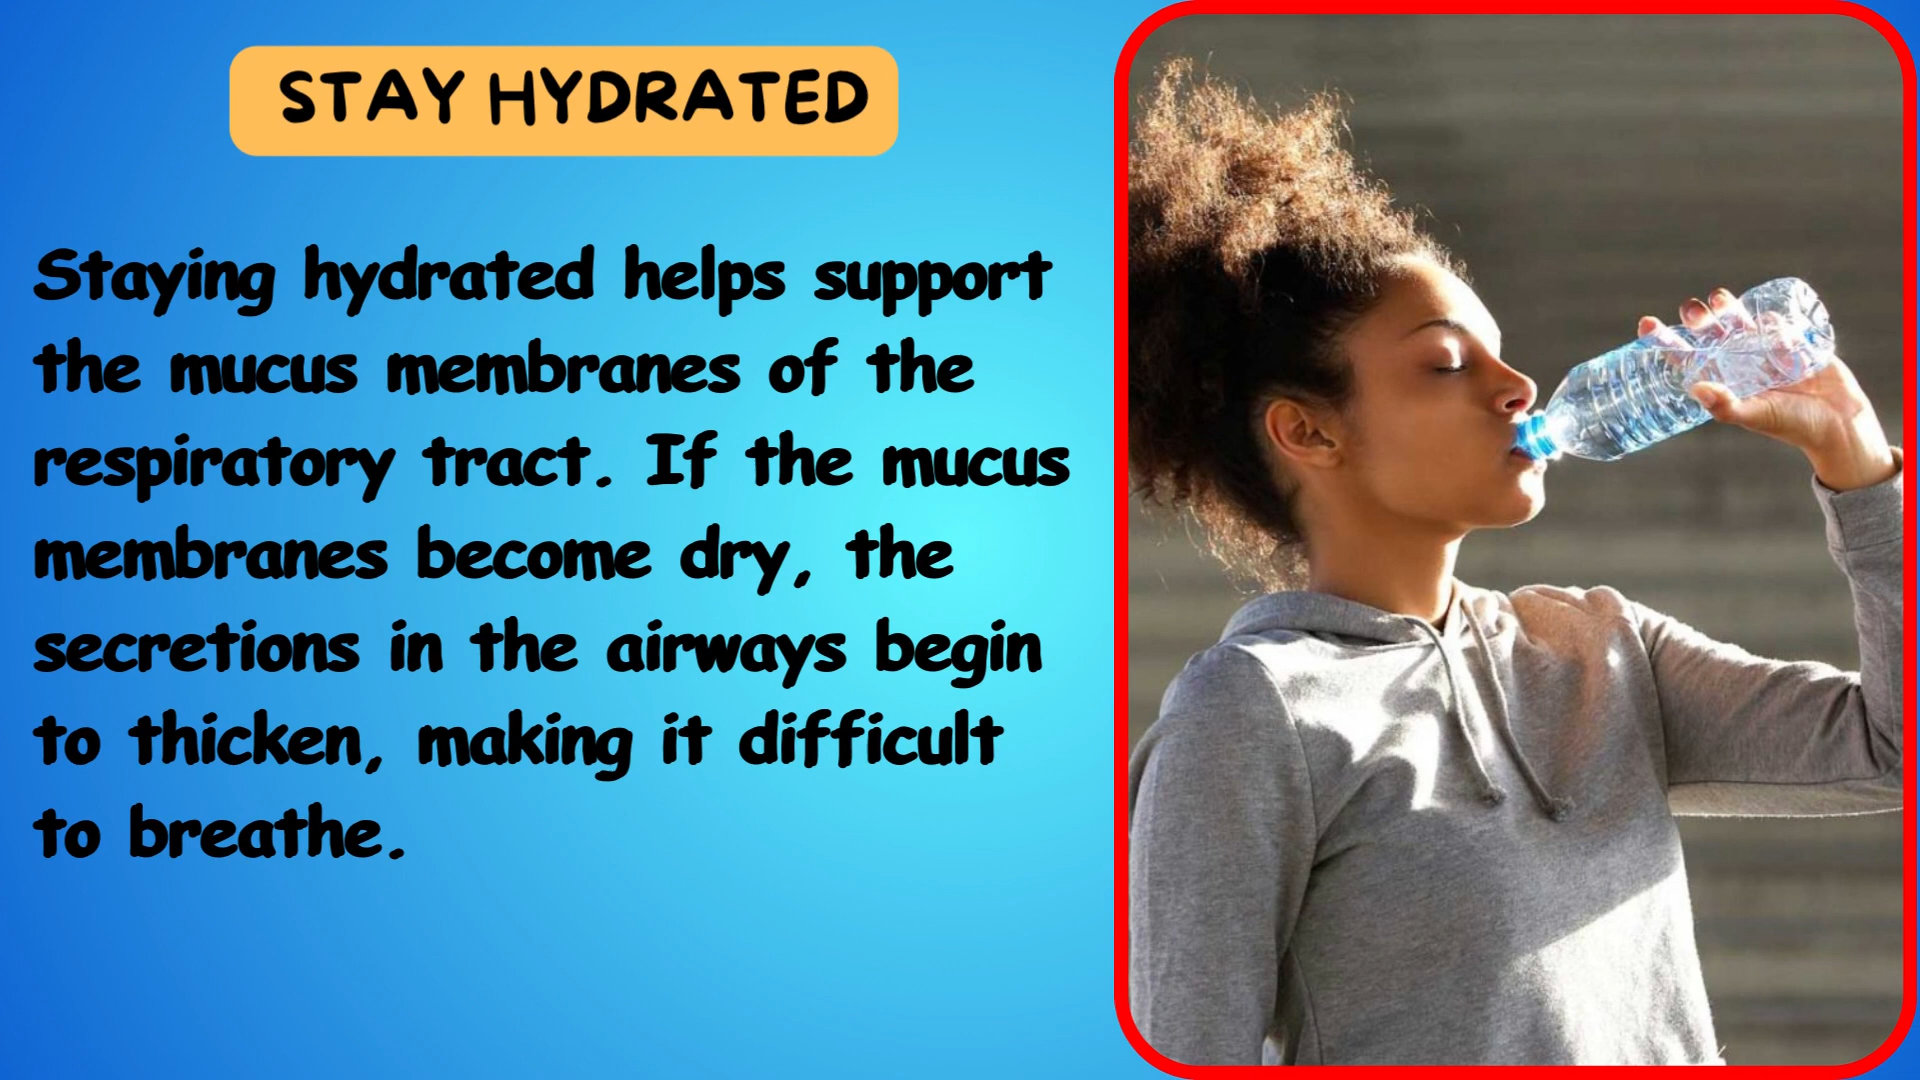 STAY HYDRATED
Staying hydrated helps support
the mucus membranes of the
respiratory tract. If the mucus
membranes become dry, the
secretions in the airways begin
to thicken, making it difficult
to breathe.